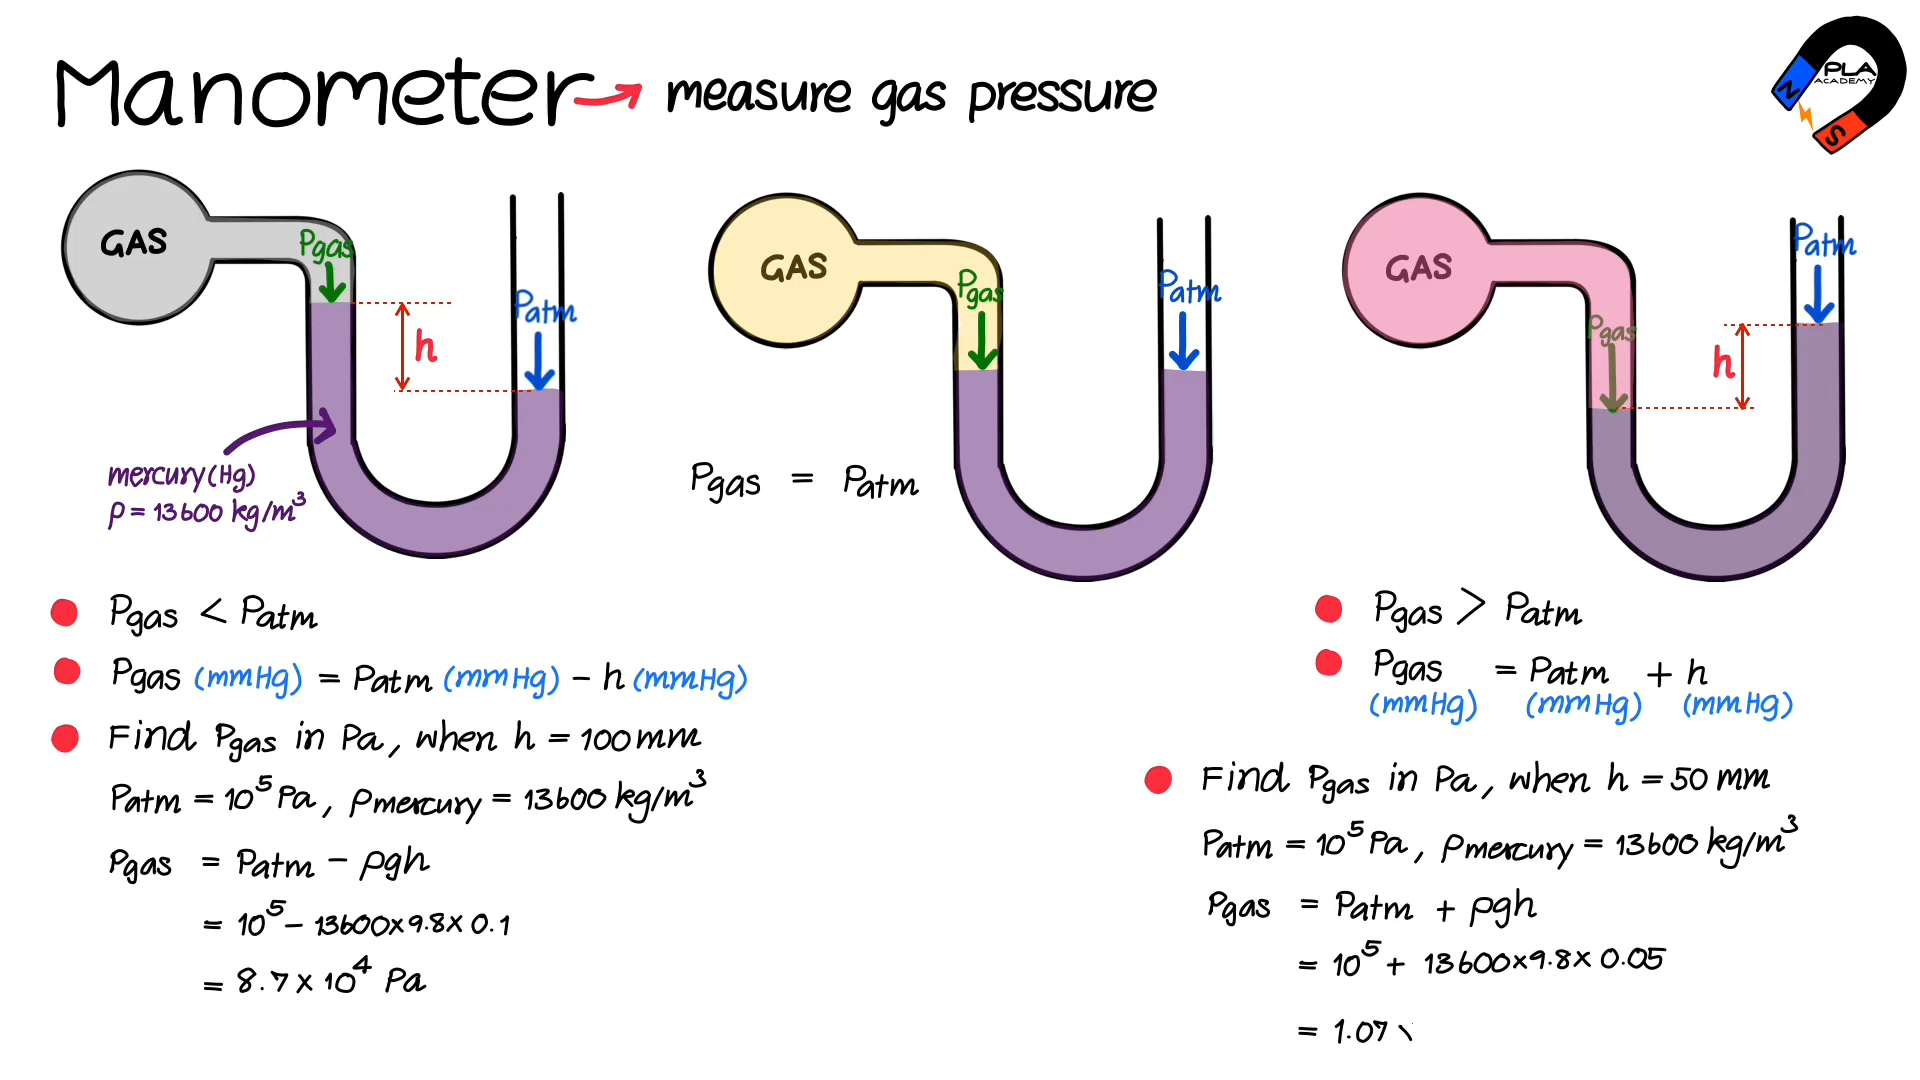 Manometer → measure gas pressure
PLA
ACADEMY
N
S
GAS
Pgas
h
Patm
mercury(Hg)
ρ = 13600 kg/m³
GAS
Pgas
Patm
Pgas = Patm
GAS
Pgas
h
Patm
Pgas < Patm
Pgas (mmHg) = Patm (mmHg) – h (mmHg)
Find Pgas in Pa, when h = 100 mm
Patm = 10⁵ Pa, ρmercury = 13600 kg/m³
Pgas = Patm – ρgh
= 10⁵ – 13600×9.8× 0.1
= 8.7 × 10⁴ Pa
Pgas > Patm
Pgas = Patm + h
(mmHg) (mmHg) (mmHg)
Find Pgas in Pa, when h = 50 mm
Patm = 10⁵ Pa, ρmercury = 13600 kg/m³
Pgas = Patm + ρgh
= 10⁵ + 13600×9.8× 0.05
= 1.07